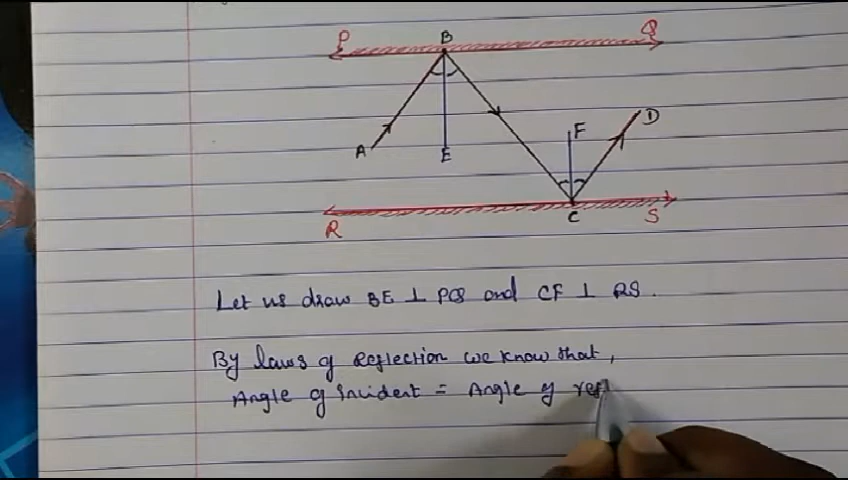 P B Q
F D
A E
R C S
Let us draw BE ⊥ PQ and CF ⊥ RS.
By laws of Reflection we know that,
Angle of Incident = Angle of refl